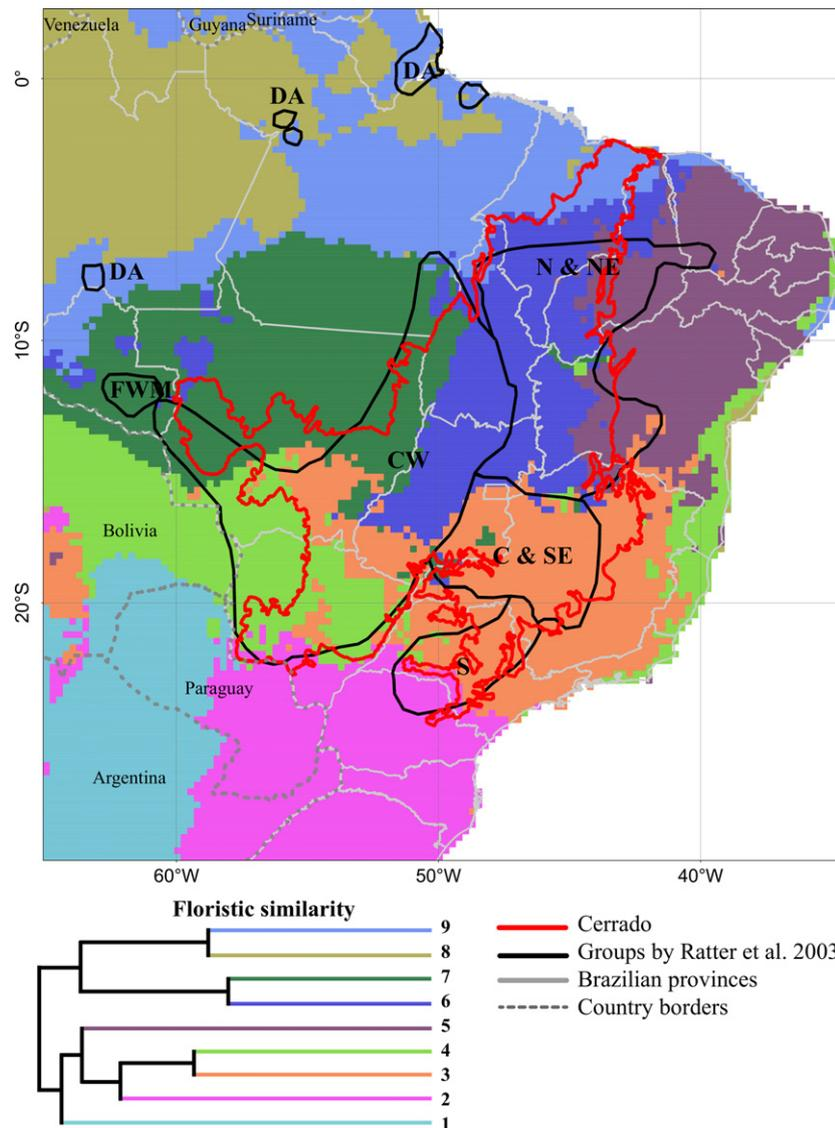 Venezuela
Guyana
Suriname
0°
DA
DA
DA
N & NE
10°S
FWM
CW
Bolivia
C & SE
20°S
S
Paraguay
Argentina
60°W 50°W 40°W
Floristic similarity
9
8
7
6
5
4
3
2
1
Cerrado
Groups by Ratter et al. 2003
Brazilian provinces
Country borders